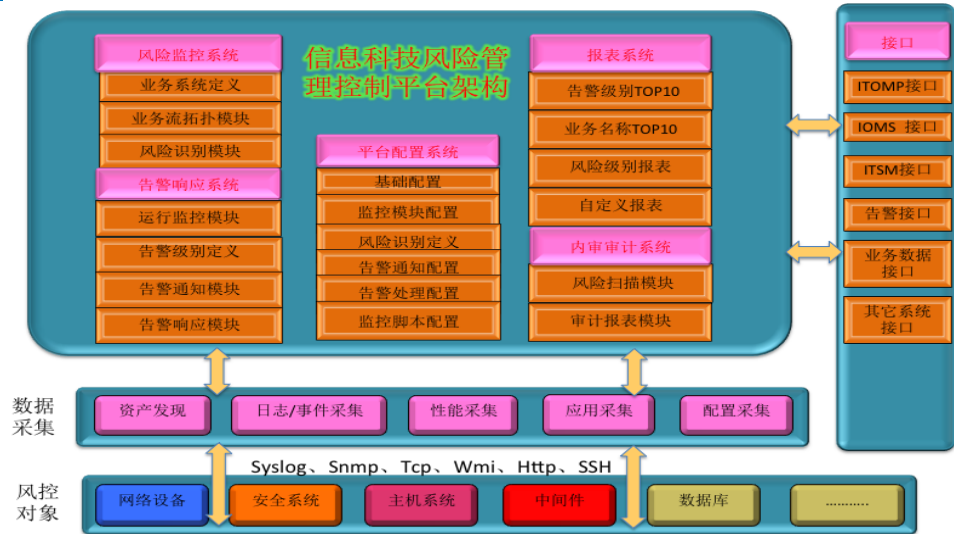 信息科技风险管
理控制平台架构
风险监控系统
业务系统定义
业务流拓扑模块
风险识别模块
告警响应系统
运行监控模块
告警级别定义
告警通知模块
告警响应模块
平台配置系统
基础配置
监控模块配置
风险识别定义
告警通知配置
告警处理配置
监控脚本配置
报表系统
告警级别TOP10
业务名称TOP10
风险级别报表
自定义报表
内审审计系统
风险扫描模块
审计报表模块
接口
ITOMP接口
IOMS 接口
ITSM接口
告警接口
业务数据
接口
其它系统
接口
数据
采集
资产发现
日志/事件采集
性能采集
应用采集
配置采集
Syslog、Snmp、Tcp、Wmi、Http、SSH
风控
对象
网络设备
安全系统
主机系统
中间件
数据库
...........